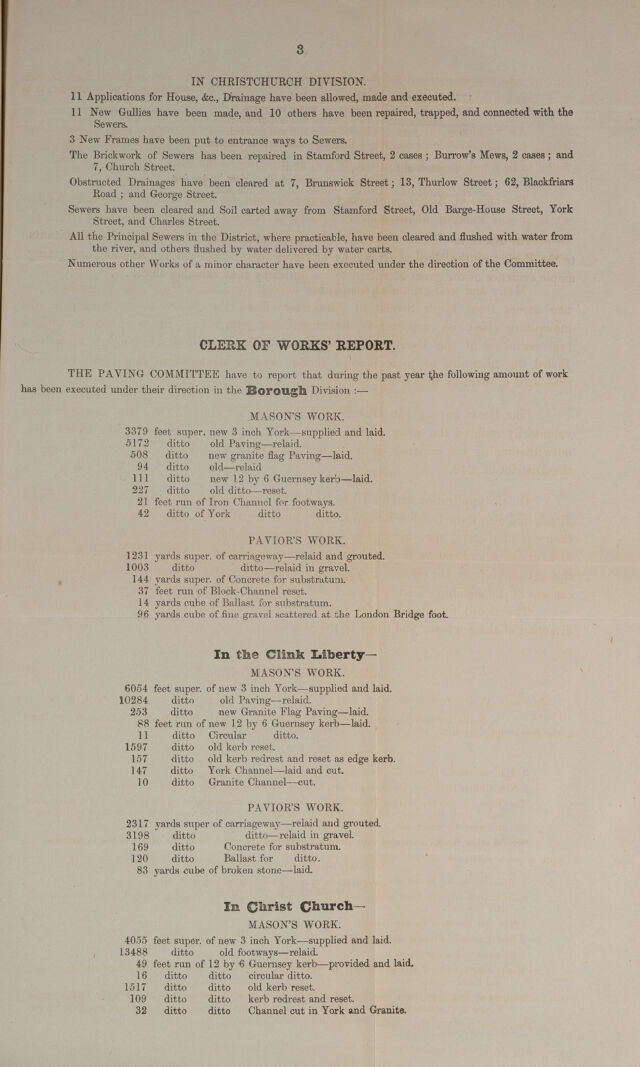 3
IN CHRISTCHURCH DIVISION.
11 Applications for House, &c., Drainage have been allowed, made and executed.
11 New Gullies have been made, and 10 others have been repaired, trapped, and connected with the
Sewers.
3 New Frames have been put to entrance ways to Sewers.
The Brickwork of Sewers has been repaired in Stamford Street, 2 cases; Burrow's Mews, 2 cases; and
7, Church Street.
Obstructed Drainages have been cleared at 7, Brunswick Street; 13, Thurlow Street; 62, Blackfriars
Road; and George Street.
Sewers have been cleared and Soil carted away from Stamford Street, Old Barge-House Street, York
Street, and Charles Street.
All the Principal Sewers in the District, where practicable, have been cleared and flushed with water from
the river, and others flushed by water delivered by water carts.
Numerous other Works of a minor character have been executed under the direction of the Committee.
CLERK OF WORKS' REPORT.
THE PAVING COMMITTEE have to report that during the past year the following amount of work
has been executed under their direction in the Borough Division :—
MASON'S WORK.
3379 feet super. new 3 inch York—supplied and laid.
5172 ditto old Paving—relaid.
508 ditto new granite flag Paving—laid.
94 ditto old—relaid
111 ditto new 12 by 6 Guernsey kerb—laid.
227 ditto old ditto—reset.
21 feet run of Iron Channel for footways.
42 ditto of York ditto ditto.
PAVIOR'S WORK.
1231 yards super. of carriageway—relaid and grouted.
1003 ditto ditto—relaid in gravel.
144 yards super. of Concrete for substratum.
37 feet run of Block-Channel reset.
14 yards cube of Ballast for substratum.
96 yards cube of fine gravel scattered at the London Bridge foot.
In the Clink Liberty—
MASON'S WORK.
6054 feet super. of new 3 inch York—supplied and laid.
10284 ditto old Paving—relaid.
253 ditto new Granite Flag Paving—laid.
88 feet run of new 12 by 6 Guernsey kerb—laid.
11 ditto Circular ditto.
1597 ditto old kerb reset.
157 ditto old kerb redrest and reset as edge kerb.
147 ditto York Channel—laid and cut.
10 ditto Granite Channel—cut.
PAVIOR'S WORK.
2317 yards super of carriageway—relaid and grouted.
3198 ditto ditto—relaid in gravel.
169 ditto Concrete for substratum.
120 ditto Ballast for ditto.
83 yards cube of broken stone—laid.
In Christ Church—
MASON'S WORK.
4055 feet super. of new 3 inch York—supplied and laid.
13488 ditto old footways—relaid.
49 feet run of 12 by 6 Guernsey kerb—provided and laid.
16 ditto ditto circular ditto.
1517 ditto ditto old kerb reset.
109 ditto ditto kerb redrest and reset.
32 ditto ditto Channel cut in York and Granite.